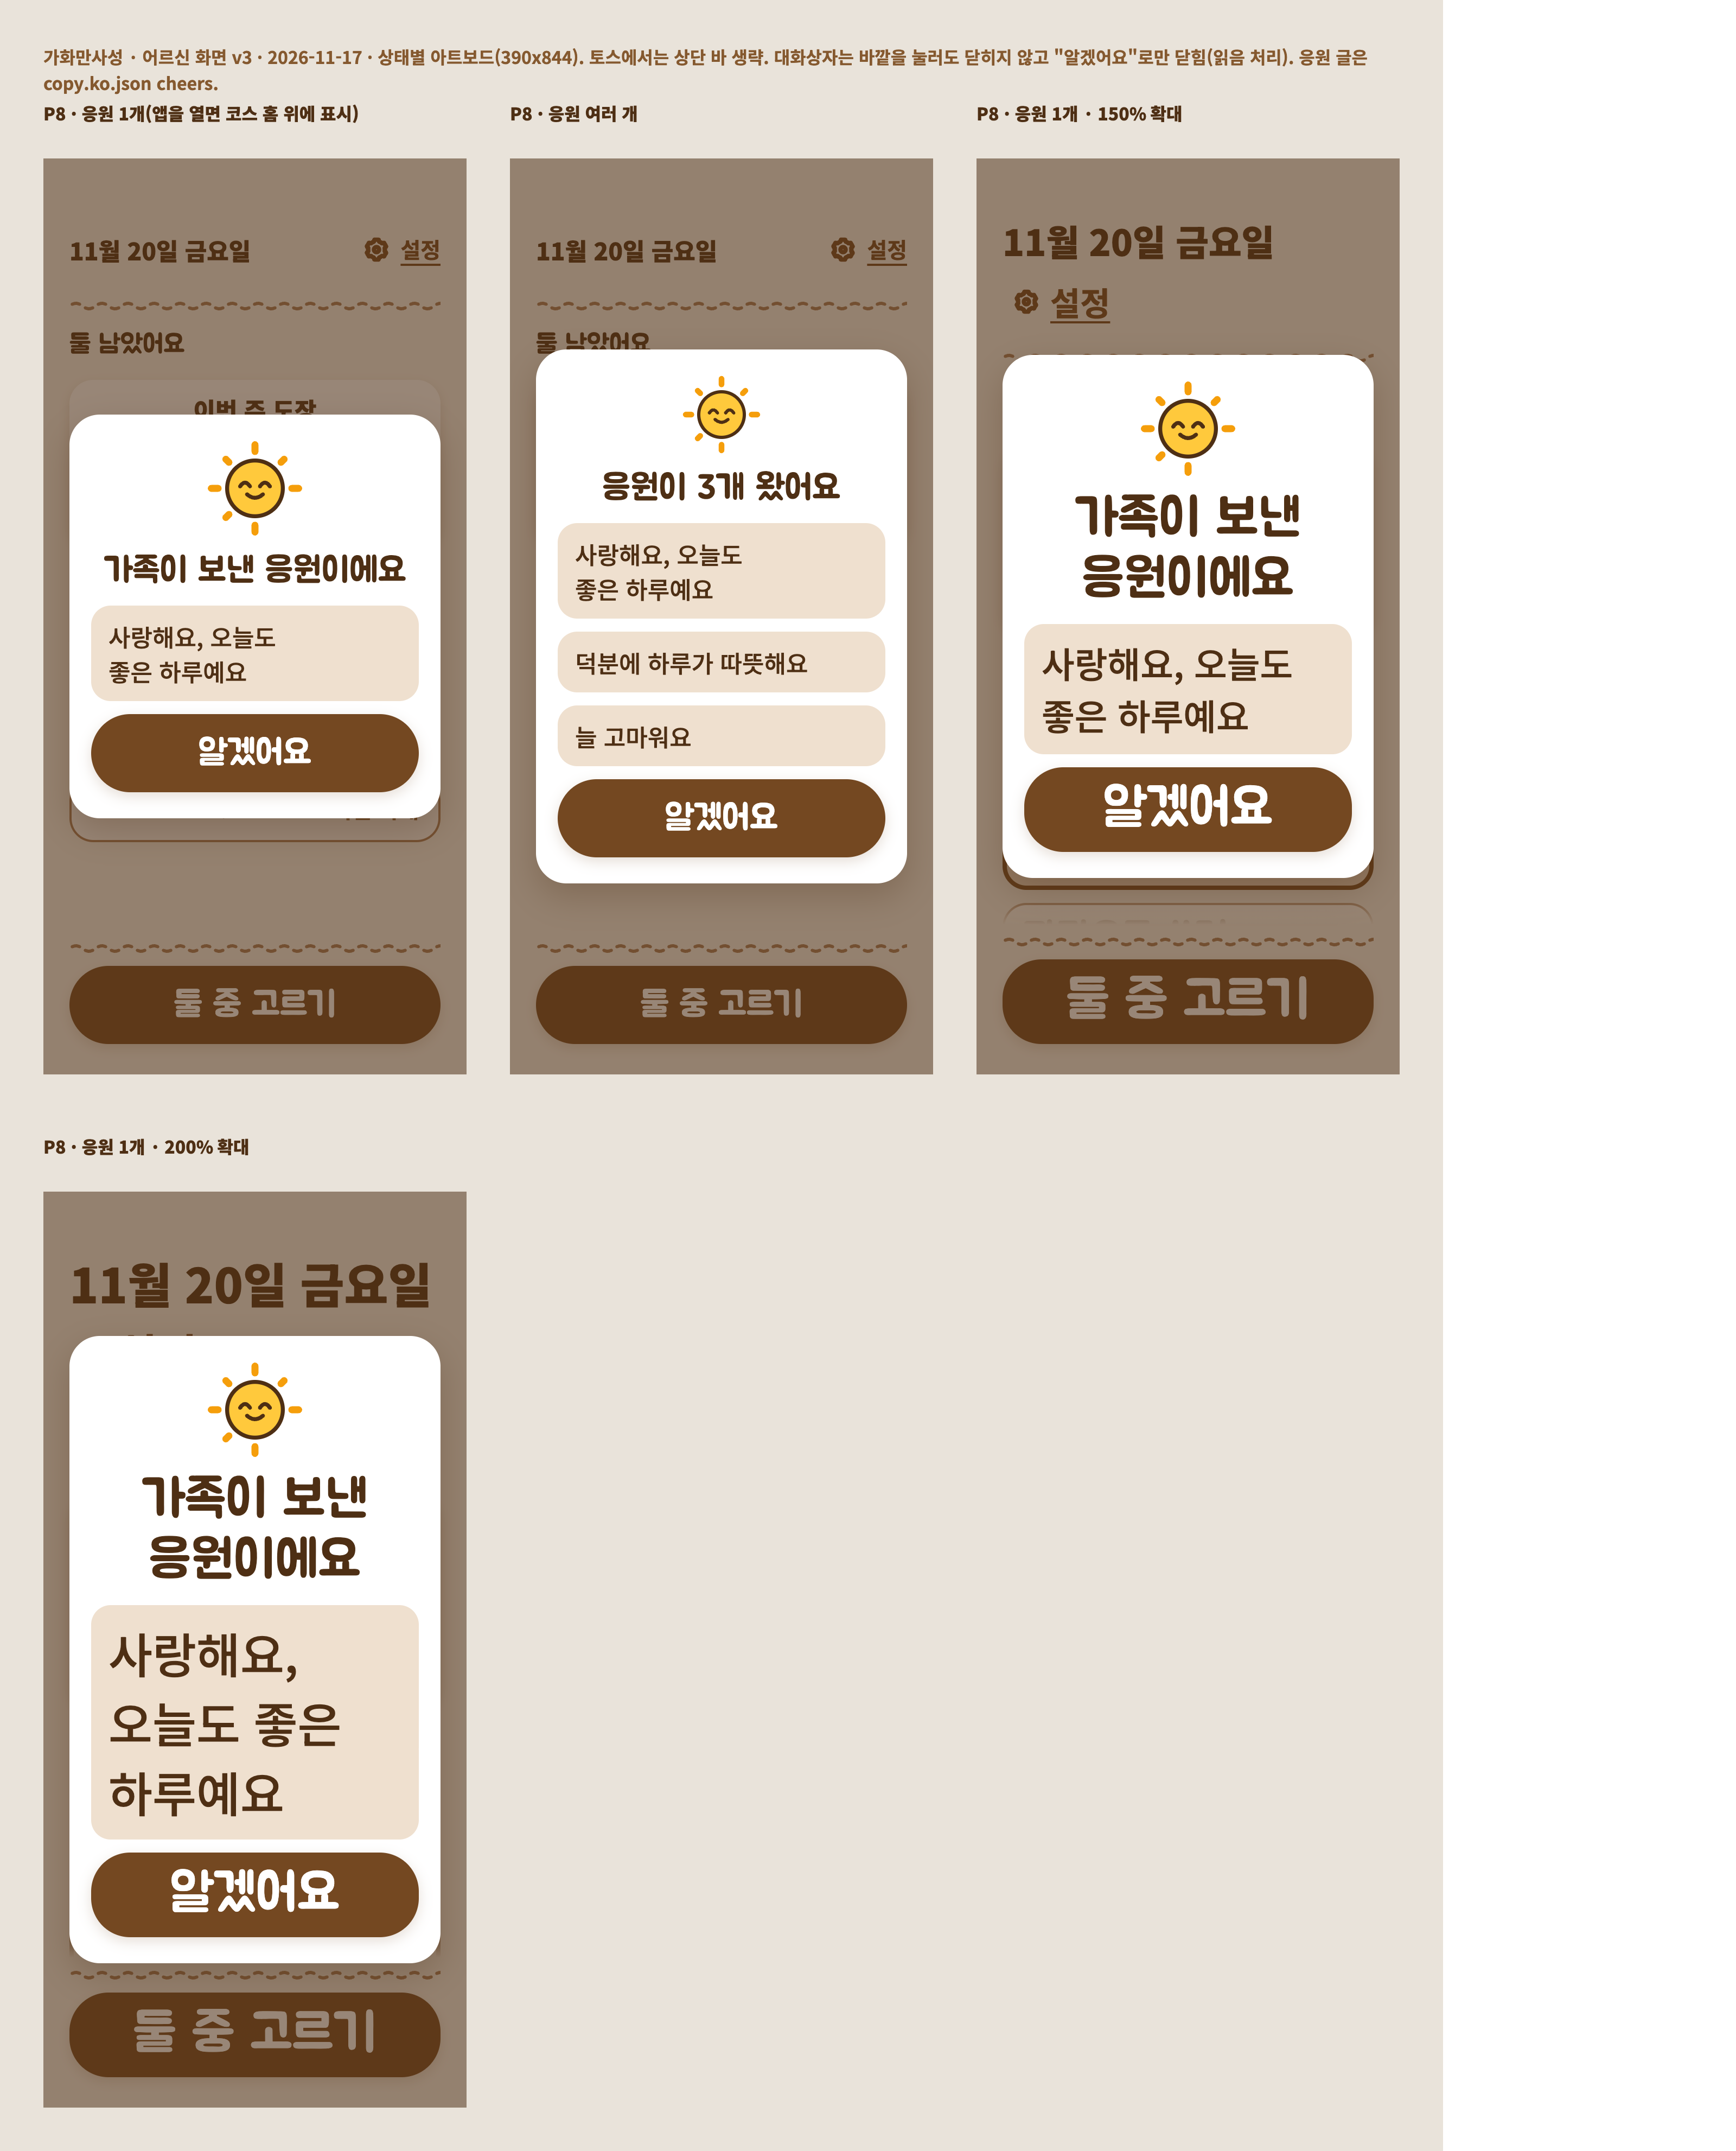 가화만사성 · 어르신 화면 v3 · 2026-11-17 · 상태별 아트보드(390x844). 토스에서는 상단 바 생략. 대화상자는 바깥을 눌러도 닫히지 않고 "알겠어요"로만 닫힘(읽음 처리). 응원 글은
copy.ko.json cheers.
P8 · 응원 1개(앱을 열면 코스 홈 위에 표시)
11월 20일 금요일
설정
둘 남았어요
이번 주 도장
가족이 보낸 응원이에요
사랑해요, 오늘도
좋은 하루예요
알겠어요
둘 중 고르기
P8 · 응원 여러 개
11월 20일 금요일
설정
둘 남았어요
응원이 3개 왔어요
사랑해요, 오늘도
좋은 하루예요
덕분에 하루가 따뜻해요
늘 고마워요
알겠어요
둘 중 고르기
P8 · 응원 1개 · 150% 확대
11월 20일 금요일
설정
가족이 보낸
응원이에요
사랑해요, 오늘도
좋은 하루예요
알겠어요
둘 중 고르기
P8 · 응원 1개 · 200% 확대
11월 20일 금요일
가족이 보낸
응원이에요
사랑해요,
오늘도 좋은
하루예요
알겠어요
둘 중 고르기